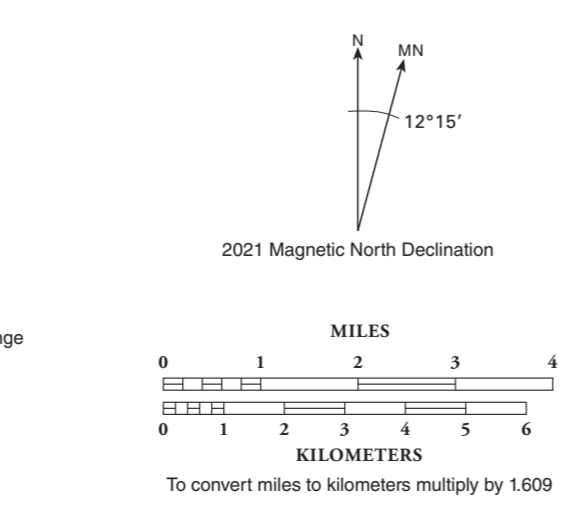 N
MN
12°15′
2021 Magnetic North Declination
nge
MILES
0 1 2 3 4
0 1 2 3 4 5 6
KILOMETERS
To convert miles to kilometers multiply by 1.609